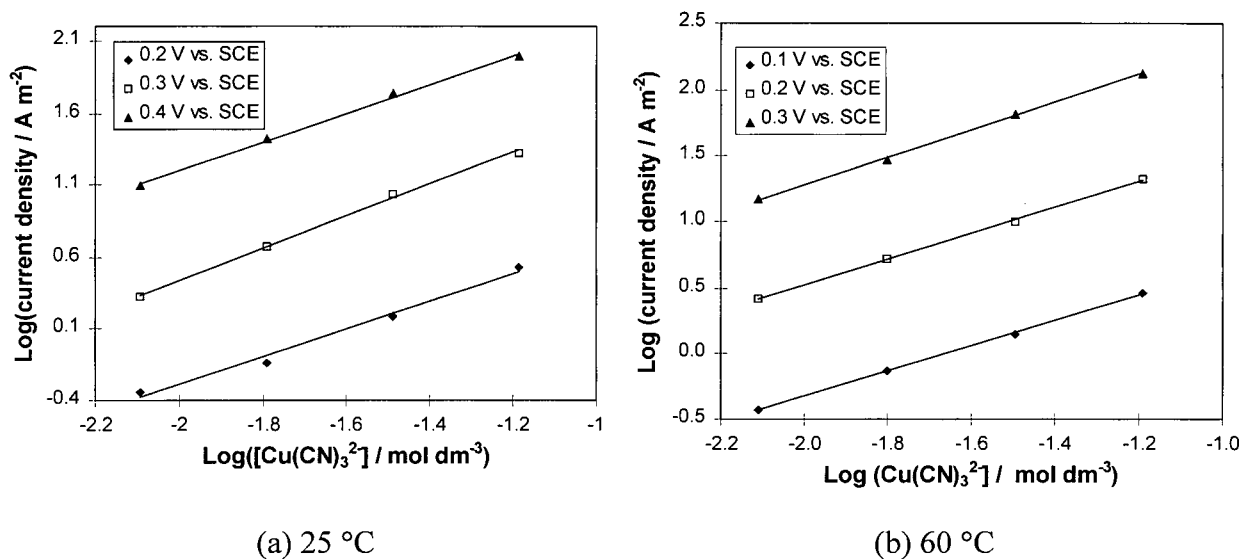 2.1
1.6
1.1
0.6
0.1
-0.4
Log(current density / A m⁻²)
0.2 V vs. SCE
0.3 V vs. SCE
0.4 V vs. SCE
-2.2 -2 -1.8 -1.6 -1.4 -1.2 -1
Log([Cu(CN)₃²⁻] / mol dm⁻³)
(a) 25 °C
2.5
2.0
1.5
1.0
0.5
0.0
-0.5
Log (current density / A m⁻²)
0.1 V vs. SCE
0.2 V vs. SCE
0.3 V vs. SCE
-2.2 -2.0 -1.8 -1.6 -1.4 -1.2 -1.0
Log (Cu(CN)₃²⁻] / mol dm⁻³)
(b) 60 °C